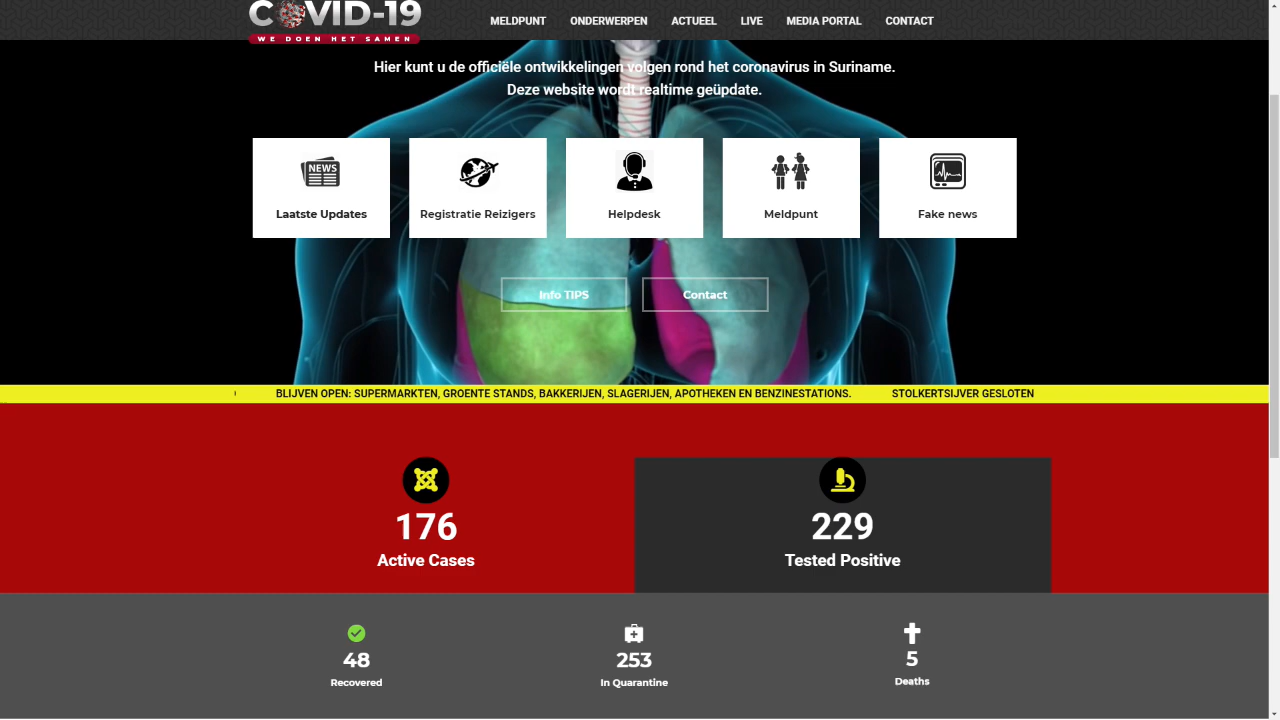 COVID-19
WE DOEN HET SAMEN
MELDPUNT ONDERWERPEN ACTUEEL LIVE MEDIA PORTAL CONTACT
Hier kunt u de officiële ontwikkelingen volgen rond het coronavirus in Suriname.
Deze website wordt realtime geüpdate.
NEWS
Laatste Updates
Registratie Reizigers
Helpdesk
Meldpunt
Fake news
Info TIPS
Contact
BLIJVEN OPEN: SUPERMARKTEN, GROENTE STANDS, BAKKERIJEN, SLAGERIJEN, APOTHEKEN EN BENZINESTATIONS. STOLKERTSIJVER GESLOTEN
176
Active Cases
229
Tested Positive
48
Recovered
253
In Quarantine
5
Deaths